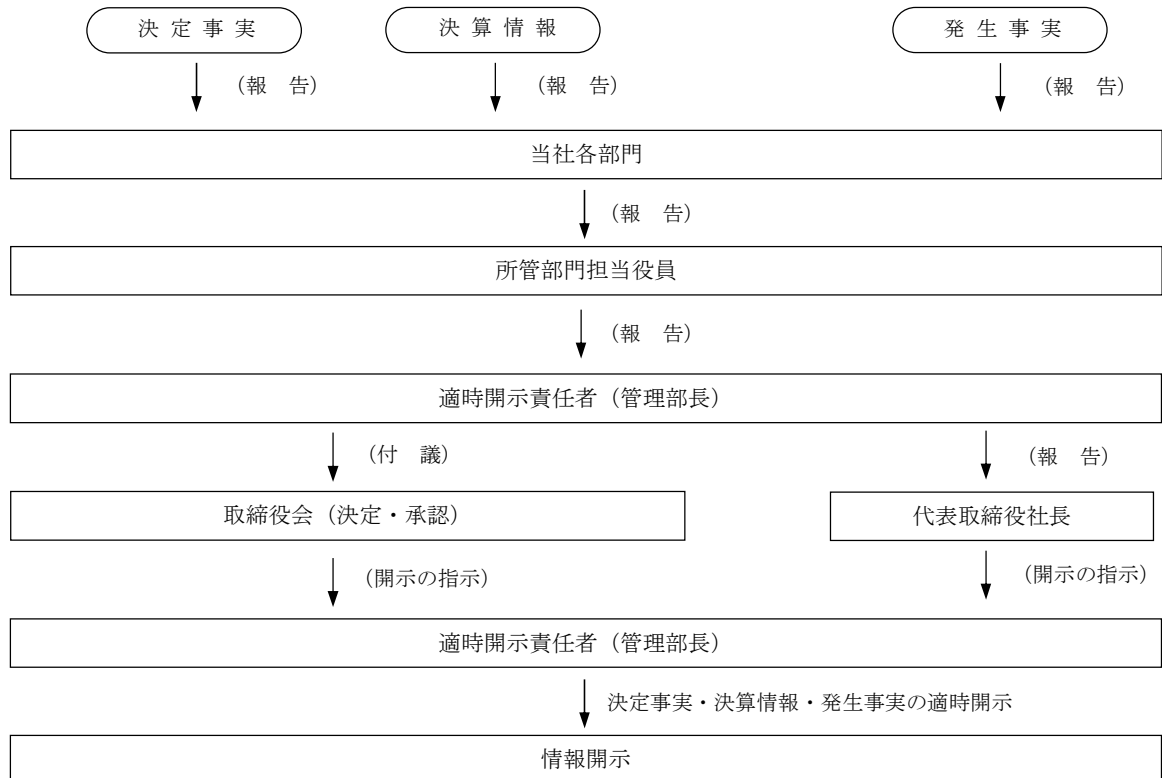 決定事実 決算情報 発生事実
(報 告) (報 告) (報 告)
当社各部門
(報 告)
所管部門担当役員
(報 告)
適時開示責任者(管理部長)
(付 議) (報 告)
取締役会(決定・承認) 代表取締役社長
(開示の指示) (開示の指示)
適時開示責任者(管理部長)
決定事実・決算情報・発生事実の適時開示
情報開示